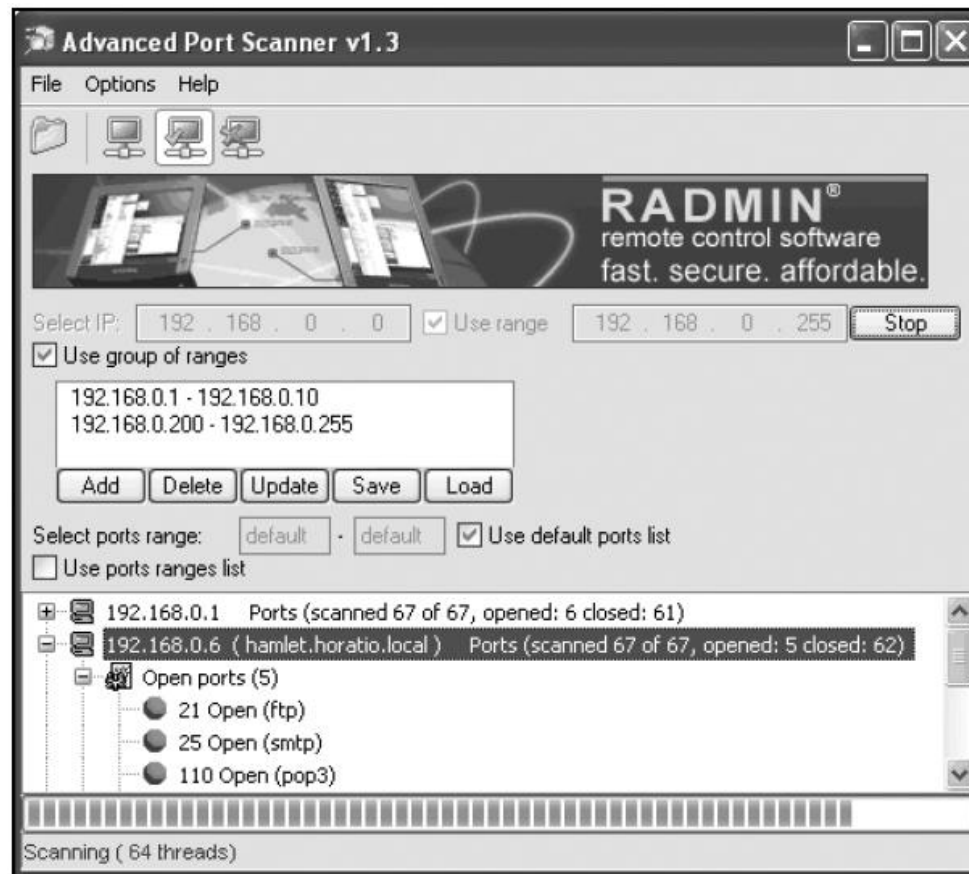 Advanced Port Scanner v1.3
File Options Help
RADMIN®
remote control software
fast. secure. affordable.
Select IP: 192 . 168 . 0 . 0 Use range 192 . 168 . 0 . 255 Stop
Use group of ranges
192.168.0.1 - 192.168.0.10
192.168.0.200 - 192.168.0.255
Add Delete Update Save Load
Select ports range: default - default Use default ports list
Use ports ranges list
192.168.0.1 Ports (scanned 67 of 67, opened: 6 closed: 61)
192.168.0.6 ( hamlet.horatio.local ) Ports (scanned 67 of 67, opened: 5 closed: 62)
Open ports (5)
21 Open (ftp)
25 Open (smtp)
110 Open (pop3)
Scanning ( 64 threads)